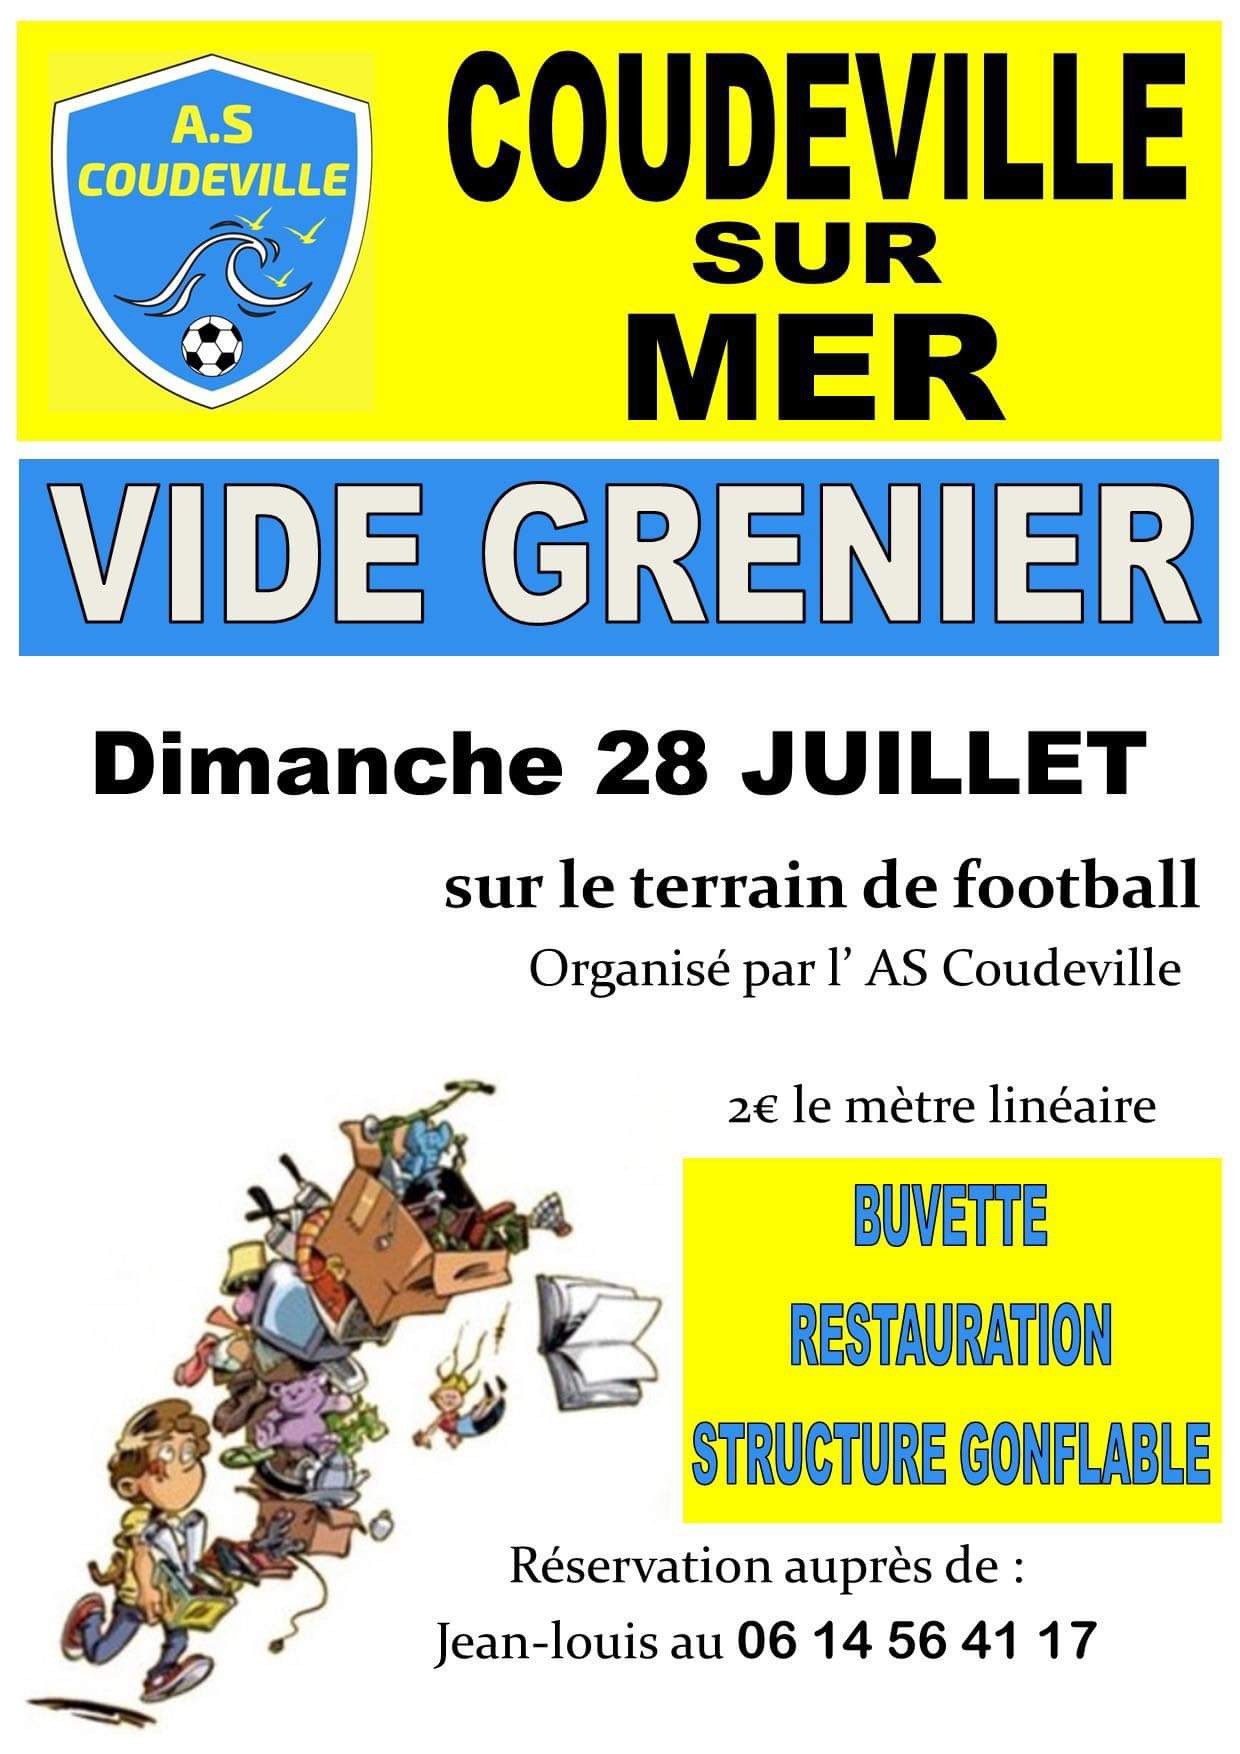 A.S
COUDEVILLE
COUDEVILLE
SUR
MER
VIDE GRENIER
Dimanche 28 JUILLET
sur le terrain de football
Organisé par l’ AS Coudeville
2€ le mètre linéaire
BUVETTE
RESTAURATION
STRUCTURE GONFLABLE
Réservation auprès de :
Jean-louis au 06 14 56 41 17